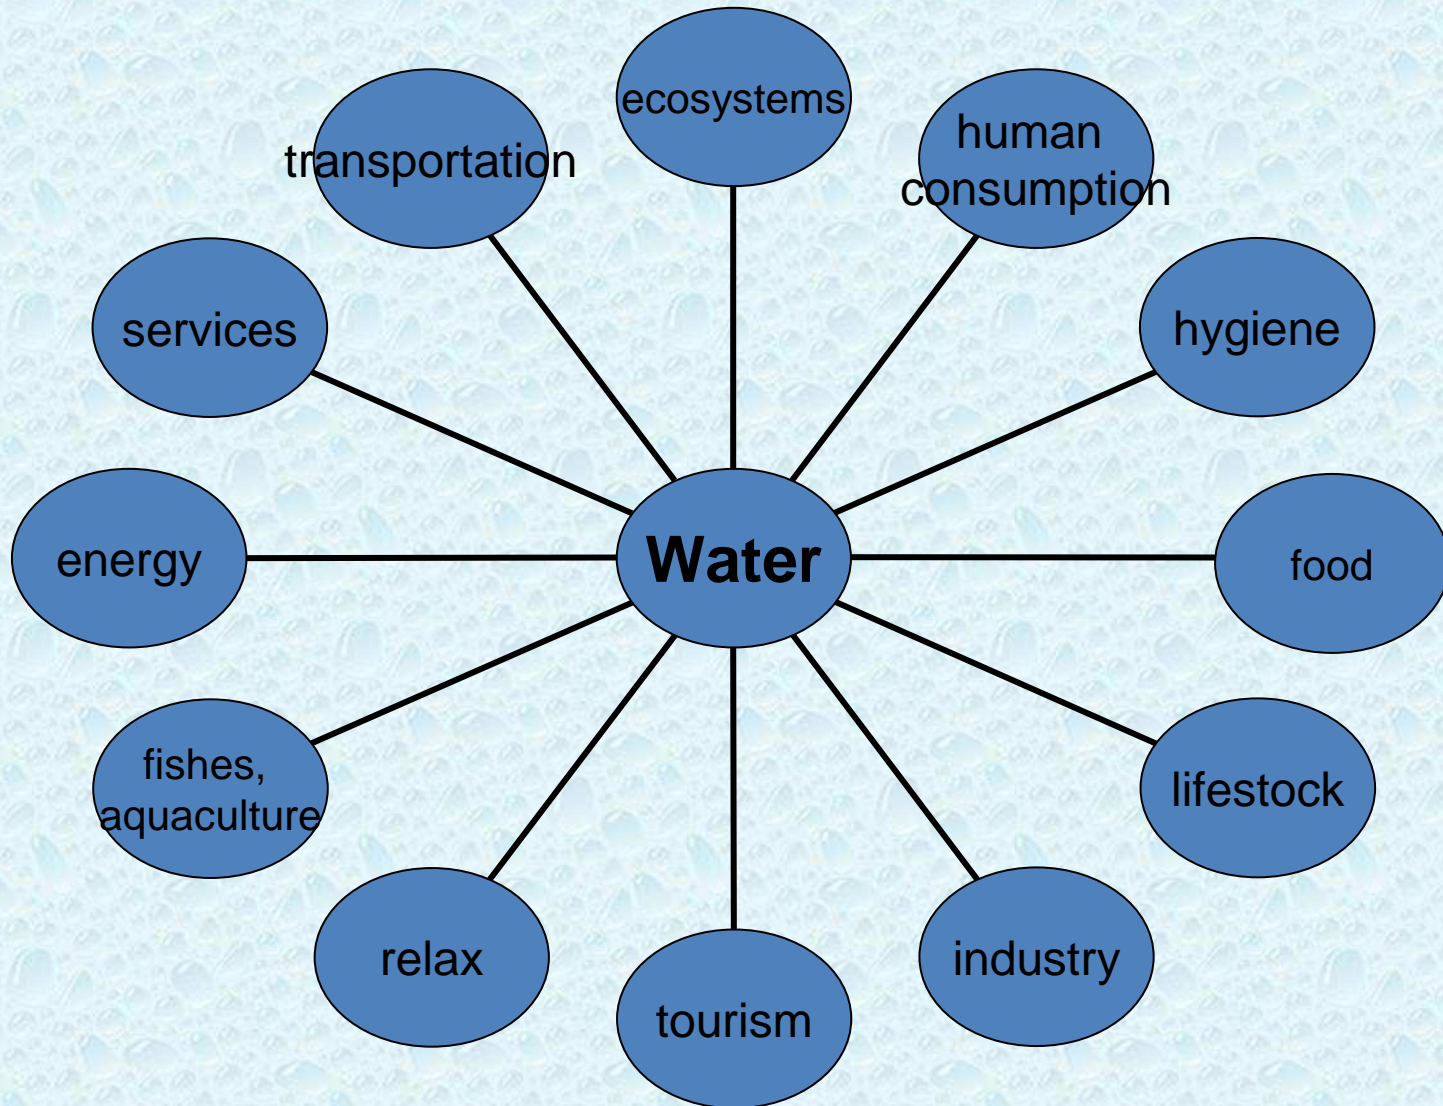 ecosystems
human
consumption
hygiene
food
lifestock
industry
tourism
relax
fishes,
aquaculture
energy
services
transportation
Water